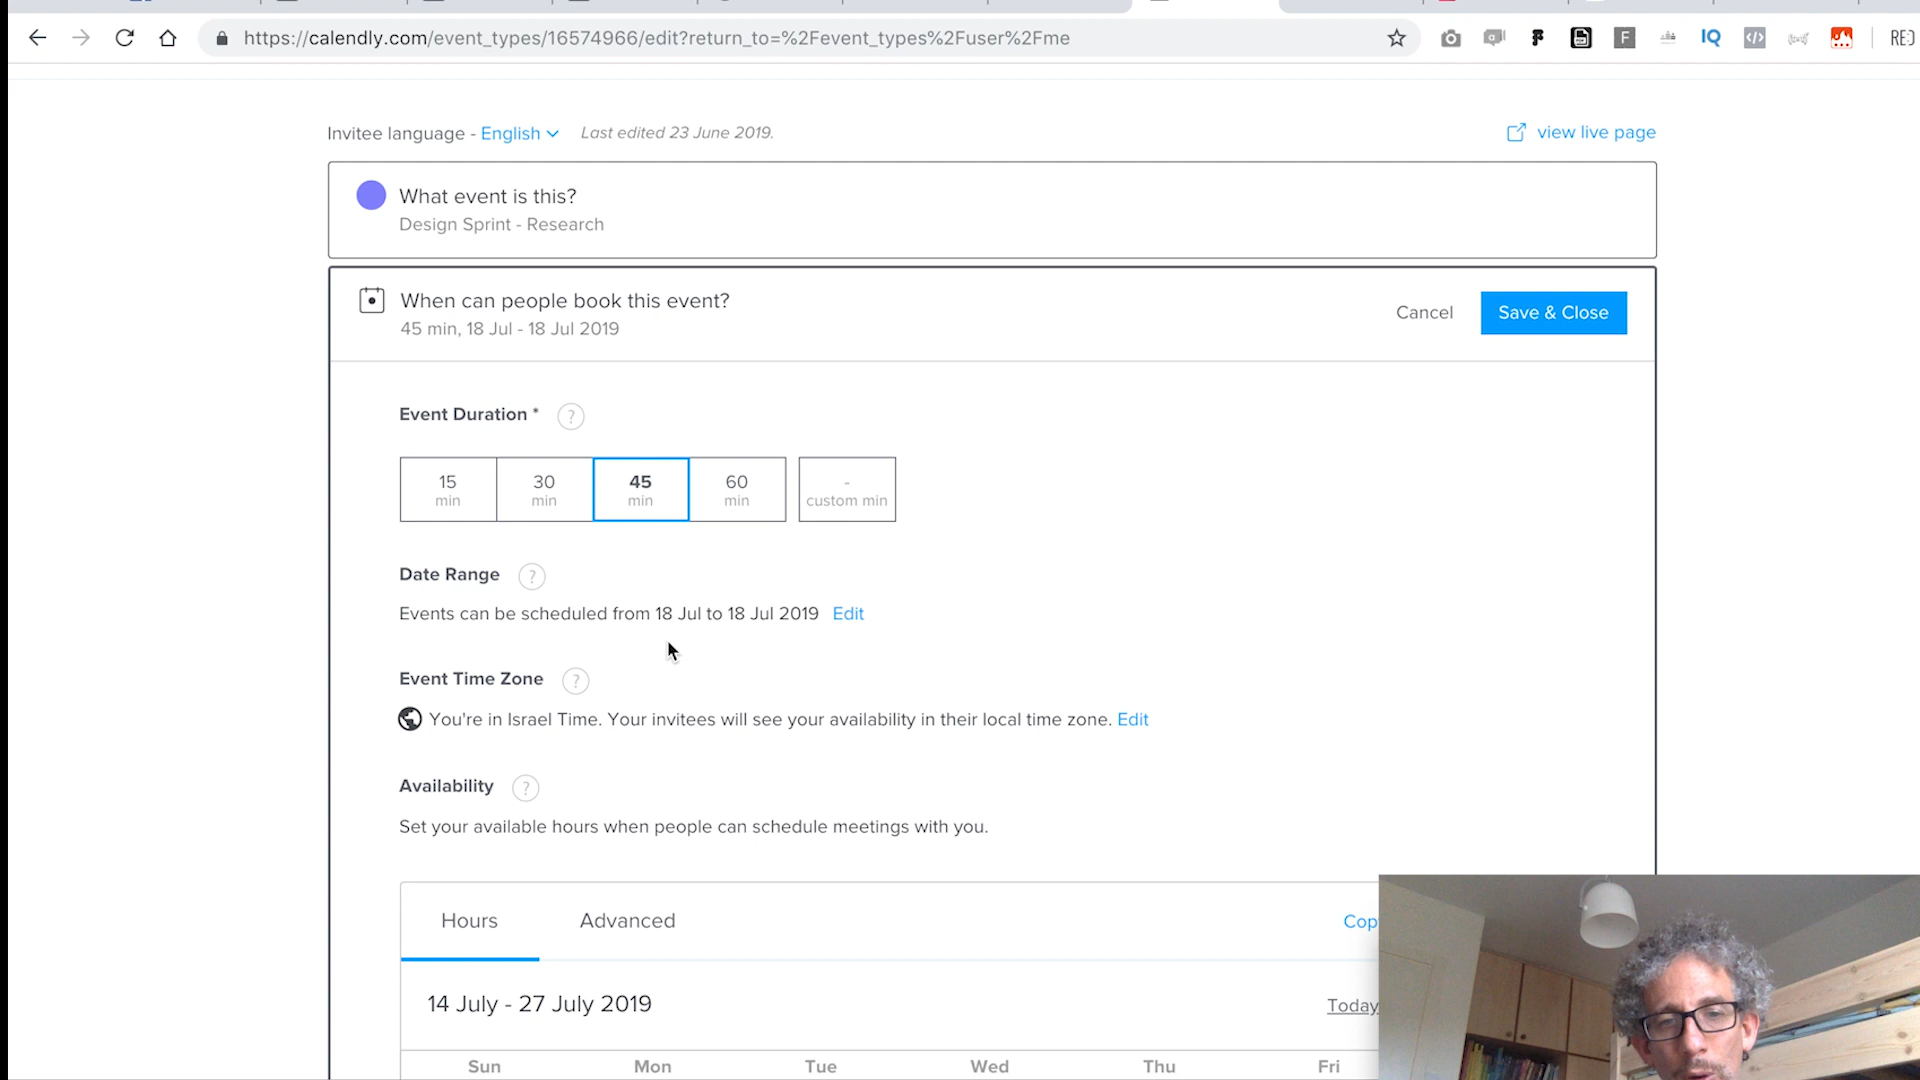 https://calendly.com/event_types/16574966/edit?return_to=%2Fevent_types%2Fuser%2Fme
IQ
Invitee language - English
Last edited 23 June 2019.
view live page
What event is this?
Design Sprint - Research
When can people book this event?
45 min, 18 Jul - 18 Jul 2019
Cancel
Save & Close
Event Duration * ?
15 min
30 min
45 min
60 min
- custom min
Date Range ?
Events can be scheduled from 18 Jul to 18 Jul 2019 Edit
Event Time Zone ?
You're in Israel Time. Your invitees will see your availability in their local time zone. Edit
Availability ?
Set your available hours when people can schedule meetings with you.
Hours
Advanced
14 July - 27 July 2019
Today
Sun Mon Tue Wed Thu Fri